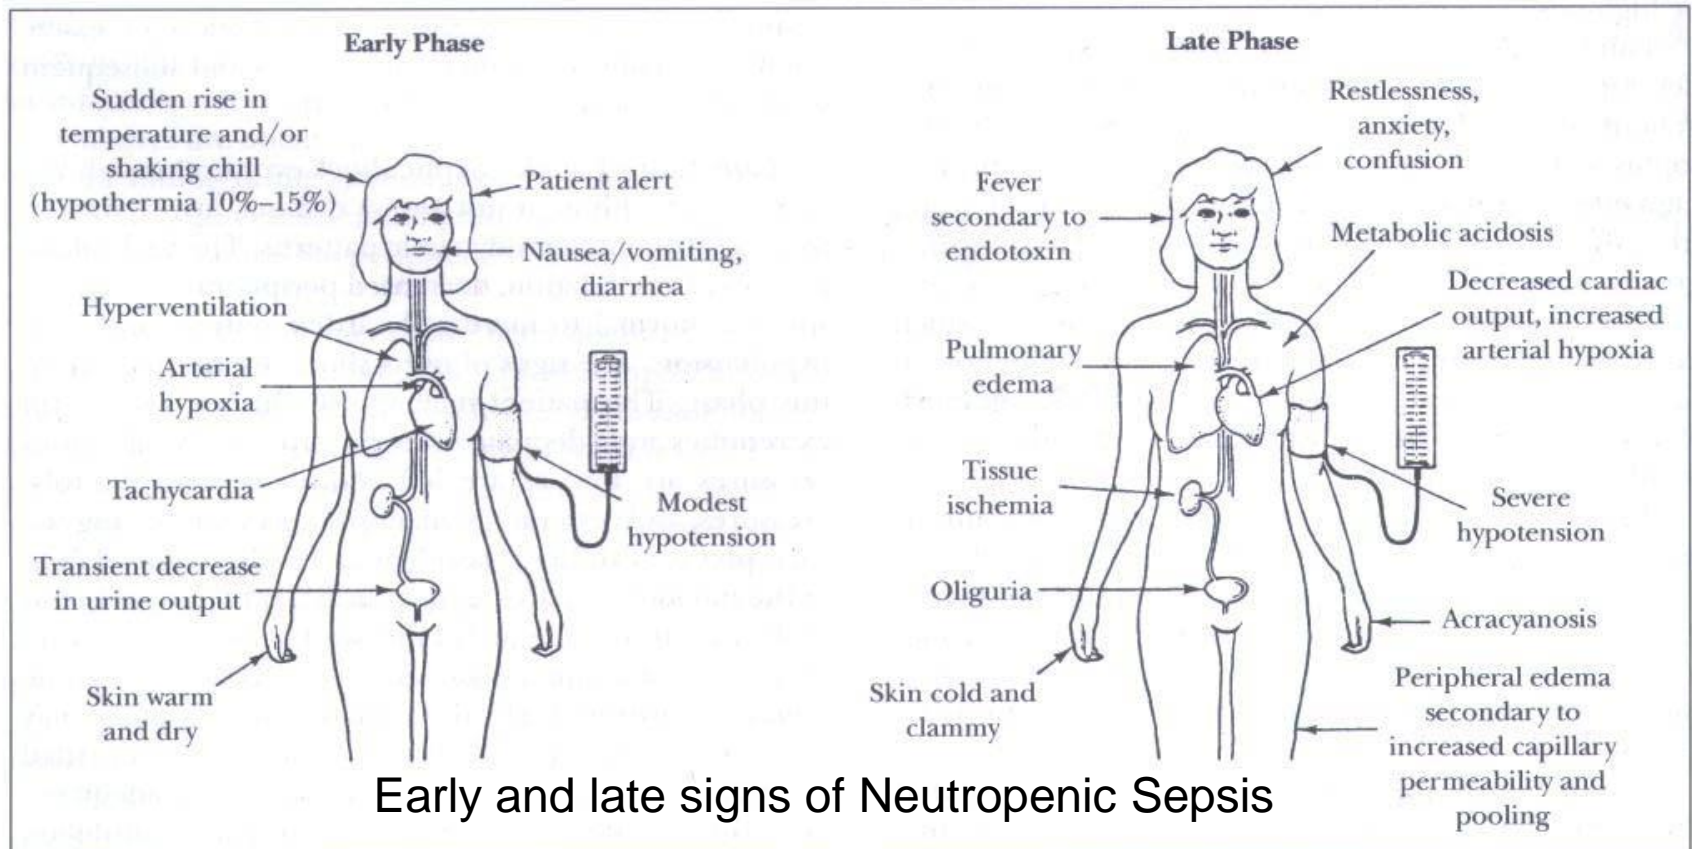 Early Phase
Sudden rise in
temperature and/or
shaking chill
(hypothermia 10%–15%)
Patient alert
Nausea/vomiting,
diarrhea
Hyperventilation
Arterial
hypoxia
Tachycardia
Modest
hypotension
Transient decrease
in urine output
Skin warm
and dry
Late Phase
Restlessness,
anxiety,
confusion
Fever
secondary to
endotoxin
Metabolic acidosis
Decreased cardiac
output, increased
arterial hypoxia
Pulmonary
edema
Tissue
ischemia
Severe
hypotension
Oliguria
Acracyanosis
Skin cold and
clammy
Peripheral edema
secondary to
increased capillary
permeability and
pooling
Early and late signs of Neutropenic Sepsis